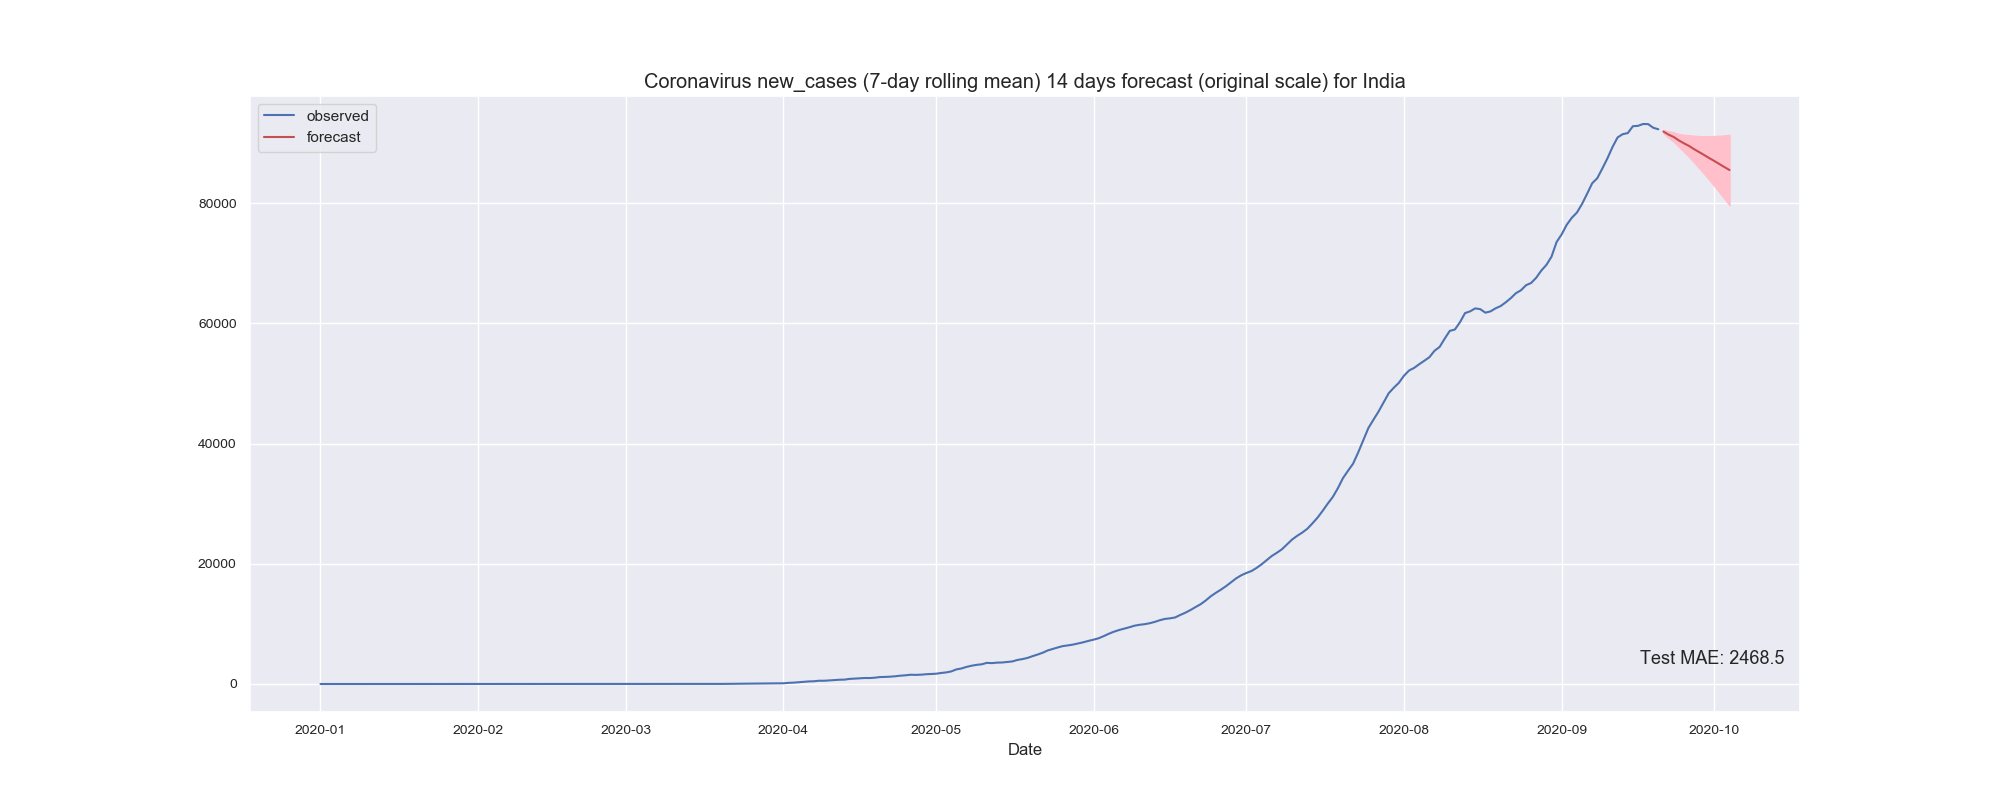 Coronavirus new_cases (7-day rolling mean) 14 days forecast (original scale) for India
observed
forecast
80000
60000
40000
20000
0
Test MAE: 2468.5
2020-01 2020-02 2020-03 2020-04 2020-05 2020-06 2020-07 2020-08 2020-09 2020-10
Date